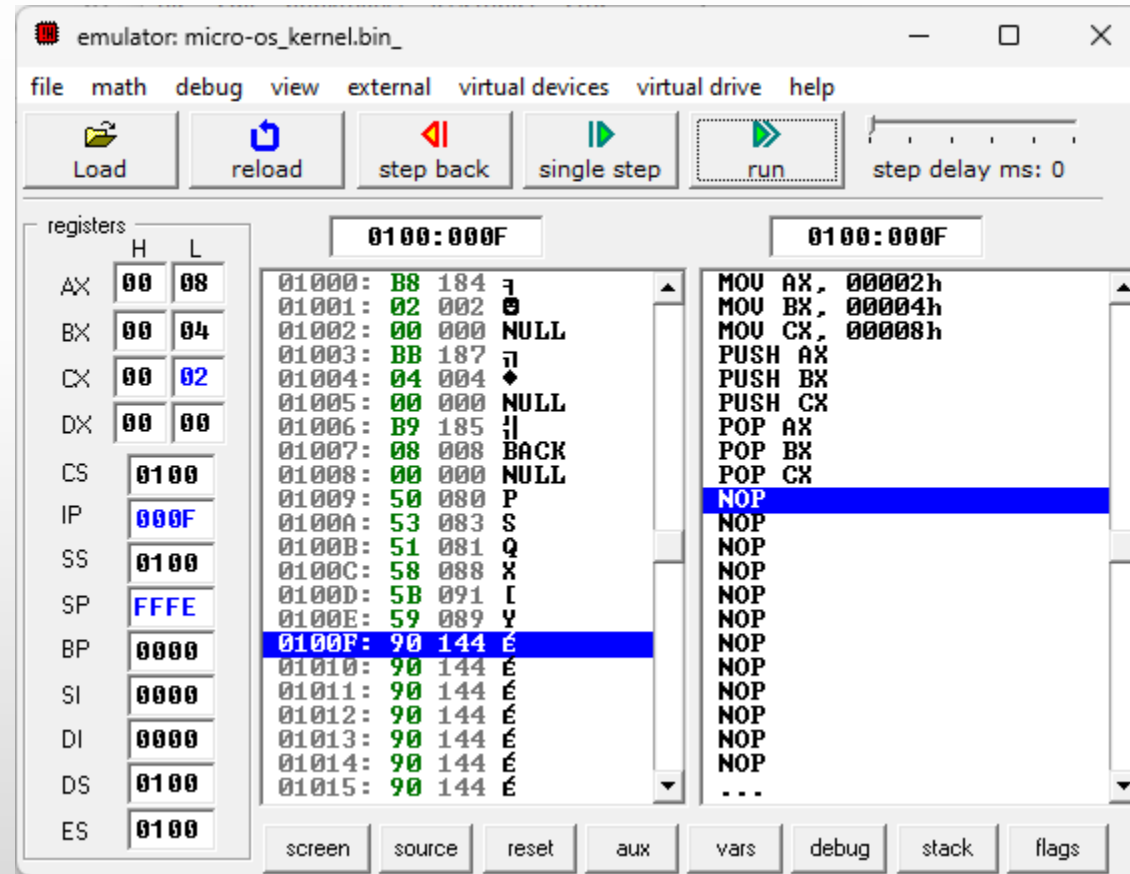 emulator: micro-os_kernel.bin_
file math debug view external virtual devices virtual drive help
Load reload step back single step run step delay ms: 0
registers
H L
AX 00 08
BX 00 04
CX 00 02
DX 00 00
CS 0100
IP 000F
SS 0100
SP FFFE
BP 0000
SI 0000
DI 0000
DS 0100
ES 0100
0100:000F
01000: B8 184 ╕
01001: 02 002 ☻
01002: 00 000 NULL
01003: BB 187 ╗
01004: 04 004 ♦
01005: 00 000 NULL
01006: B9 185 ╣
01007: 08 008 BACK
01008: 00 000 NULL
01009: 50 080 P
0100A: 53 083 S
0100B: 51 081 Q
0100C: 58 088 X
0100D: 5B 091 [
0100E: 59 089 Y
0100F: 90 144 É
01010: 90 144 É
01011: 90 144 É
01012: 90 144 É
01013: 90 144 É
01014: 90 144 É
01015: 90 144 É
0100:000F
MOV AX, 00002h
MOV BX, 00004h
MOV CX, 00008h
PUSH AX
PUSH BX
PUSH CX
POP AX
POP BX
POP CX
NOP
NOP
NOP
NOP
NOP
NOP
NOP
NOP
NOP
NOP
NOP
NOP
...
screen source reset aux vars debug stack flags